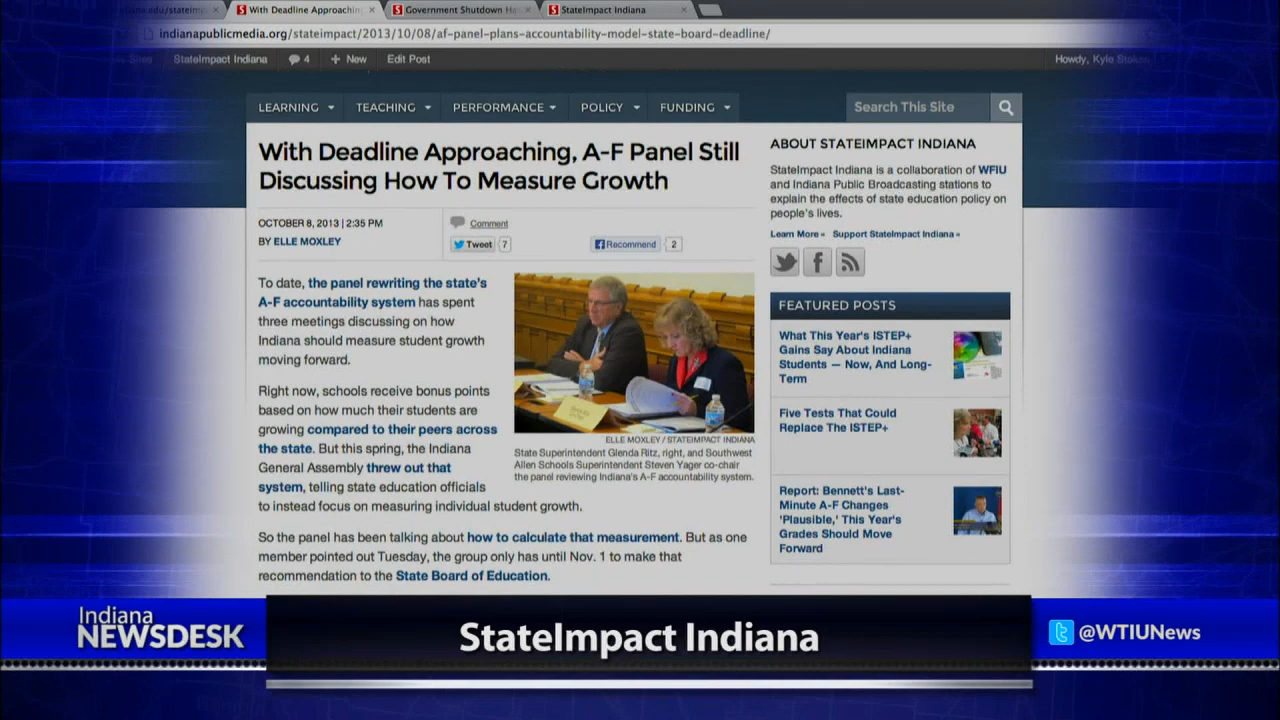 With Deadline Approachin
Government Shutdown Ha
StateImpact Indiana
indianapublicmedia.org/stateimpact/2013/10/08/af-panel-plans-accountability-model-state-board-deadline/
Sites
StateImpact Indiana
4
+ New
Edit Post
Howdy, Kyle Stokes
LEARNING
TEACHING
PERFORMANCE
POLICY
FUNDING
Search This Site
With Deadline Approaching, A-F Panel Still
Discussing How To Measure Growth
OCTOBER 8, 2013 | 2:35 PM
BY ELLE MOXLEY
Comment
Tweet 7
Recommend 2
To date, the panel rewriting the state's
A-F accountability system has spent
three meetings discussing on how
Indiana should measure student growth
moving forward.
Right now, schools receive bonus points
based on how much their students are
growing compared to their peers across
the state. But this spring, the Indiana
General Assembly threw out that
system, telling state education officials
to instead focus on measuring individual student growth.
So the panel has been talking about how to calculate that measurement. But as one
member pointed out Tuesday, the group only has until Nov. 1 to make that
recommendation to the State Board of Education.
ELLE MOXLEY / STATEIMPACT INDIANA
State Superintendent Glenda Ritz, right, and Southwest
Allen Schools Superintendent Steven Yager co-chair
the panel reviewing Indiana's A-F accountability system.
ABOUT STATEIMPACT INDIANA
StateImpact Indiana is a collaboration of WFIU
and Indiana Public Broadcasting stations to
explain the effects of state education policy on
people's lives.
Learn More » Support StateImpact Indiana »
FEATURED POSTS
What This Year's ISTEP+
Gains Say About Indiana
Students — Now, And Long-
Term
Five Tests That Could
Replace The ISTEP+
Report: Bennett's Last-
Minute A-F Changes
'Plausible,' This Year's
Grades Should Move
Forward
Indiana
NEWSDESK
StateImpact Indiana
@WTIUNews